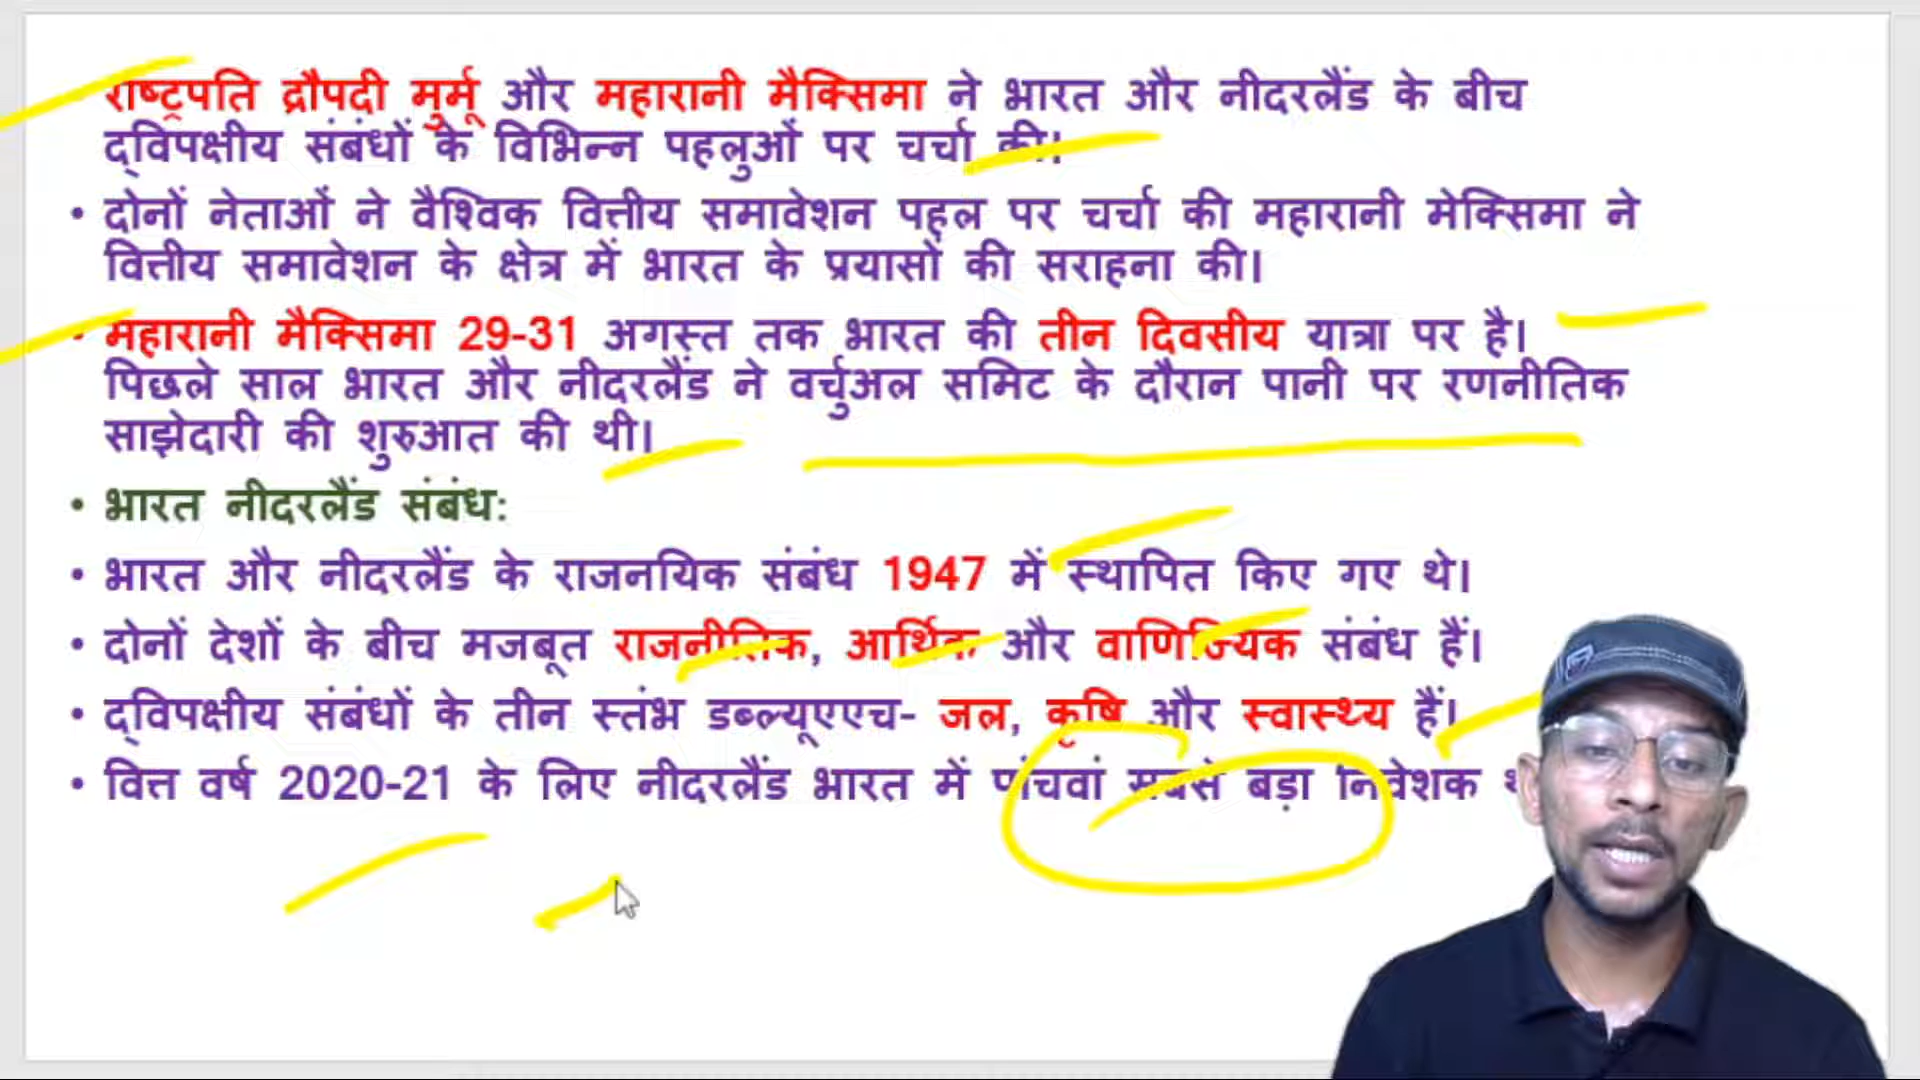 राष्ट्रपति द्रौपदी मुर्मू और महारानी मैक्सिमा ने भारत और नीदरलैंड के बीच
द्विपक्षीय संबंधों के विभिन्न पहलुओं पर चर्चा की।
• दोनों नेताओं ने वैश्विक वित्तीय समावेशन पहल पर चर्चा की महारानी मेक्सिमा ने
वित्तीय समावेशन के क्षेत्र में भारत के प्रयासों की सराहना की।
• महारानी मैक्सिमा 29-31 अगस्त तक भारत की तीन दिवसीय यात्रा पर है।
पिछले साल भारत और नीदरलैंड ने वर्चुअल समिट के दौरान पानी पर रणनीतिक
साझेदारी की शुरुआत की थी।
• भारत नीदरलैंड संबंध:
• भारत और नीदरलैंड के राजनयिक संबंध 1947 में स्थापित किए गए थे।
• दोनों देशों के बीच मजबूत राजनीतिक, आर्थिक और वाणिज्यिक संबंध हैं।
• द्विपक्षीय संबंधों के तीन स्तंभ डब्ल्यूएएच- जल, कृषि और स्वास्थ्य हैं।
• वित्त वर्ष 2020-21 के लिए नीदरलैंड भारत में पांचवां सबसे बड़ा निवेशक